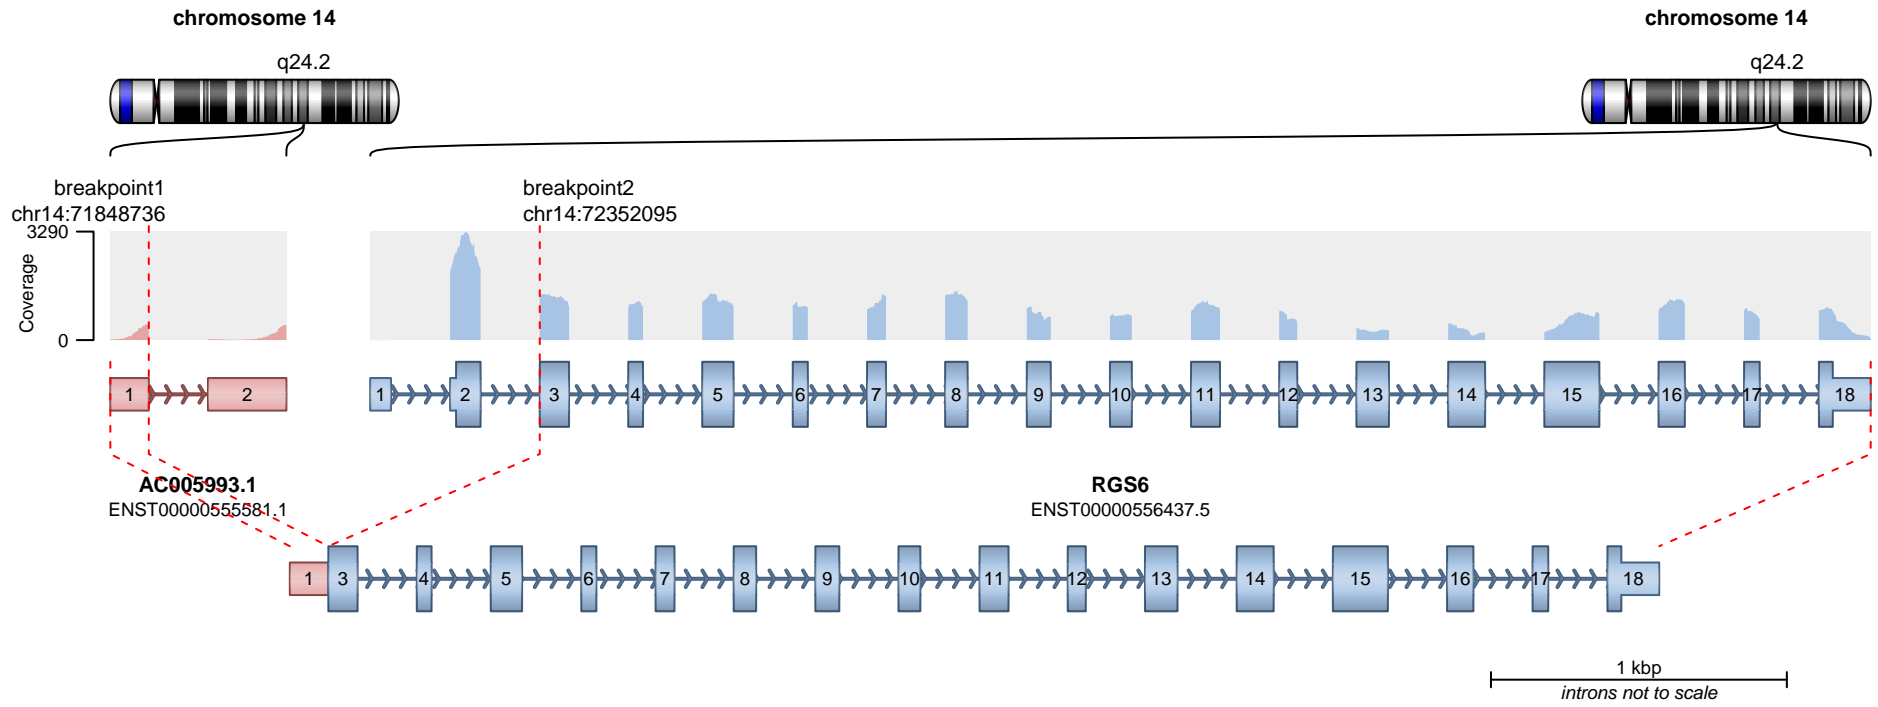 chromosome 14
chromosome 14
q24.2
q24.2
breakpoint1
chr14:71848736
breakpoint2
chr14:72352095
3290
Coverage
0
1 2
1 2 3 4 5 6 7 8 9 10 11 12 13 14 15 16 17 18
AC005993.1
ENST00000555581.1
RGS6
ENST00000556437.5
1 3 4 5 6 7 8 9 10 11 12 13 14 15 16 17 18
1 kbp
introns not to scale